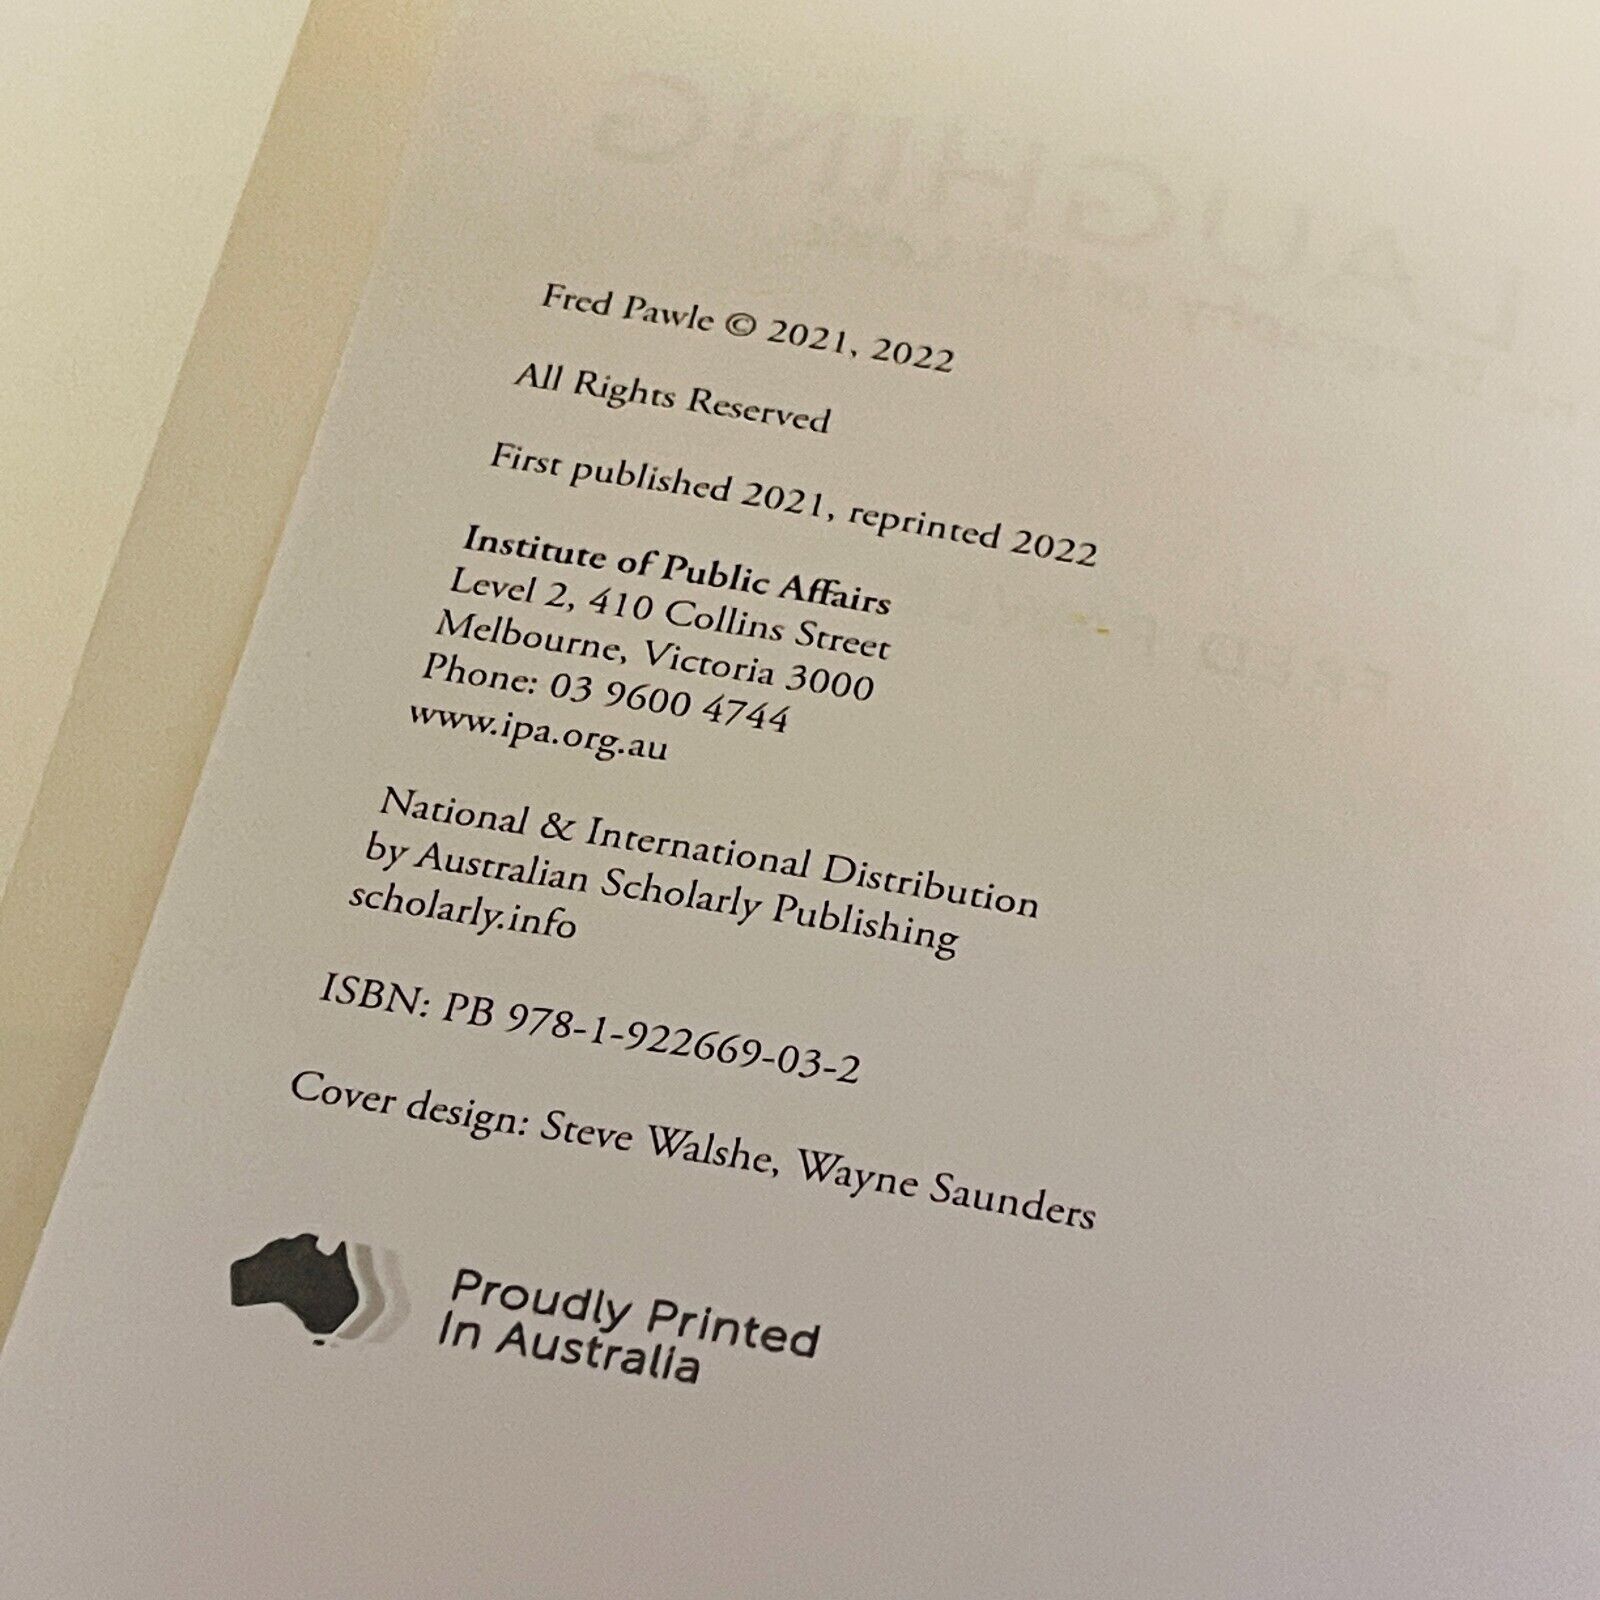 LAUGHING
Fred Pawle © 2021, 2022
All Rights Reserved
First published 2021, reprinted 2022
Institute of Public Affairs
Level 2, 410 Collins Street
Melbourne, Victoria 3000
Phone: 03 9600 4744
www.ipa.org.au
National & International Distribution
by Australian Scholarly Publishing
scholarly.info
ISBN: PB 978-1-922669-03-2
Cover design: Steve Walshe, Wayne Saunders
Proudly Printed
In Australia